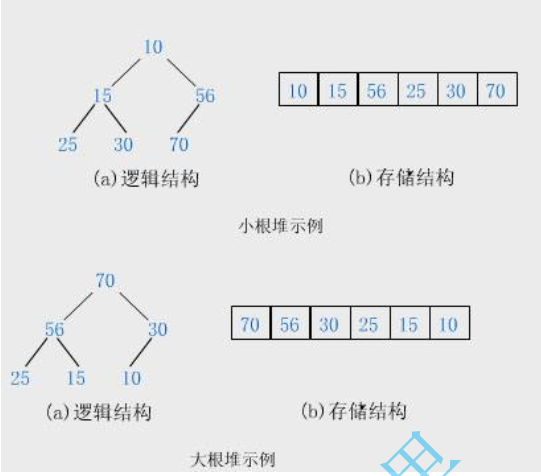 10
15 56
25 30 70
10 15 56 25 30 70
(a)逻辑结构 (b)存储结构
小根堆示例
70
56 30
25 15 10
70 56 30 25 15 10
(a)逻辑结构 (b)存储结构
大根堆示例